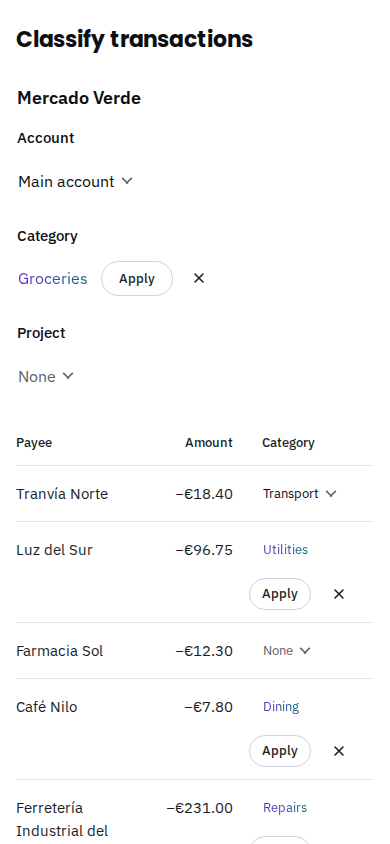 Classify transactions
Mercado Verde
Account
Main account
Category
Groceries Apply
Project
None
Payee Amount Category
Tranvía Norte −€18.40 Transport
Luz del Sur −€96.75 Utilities
Apply
Farmacia Sol −€12.30 None
Café Nilo −€7.80 Dining
Apply
Ferretería −€231.00 Repairs
Industrial del